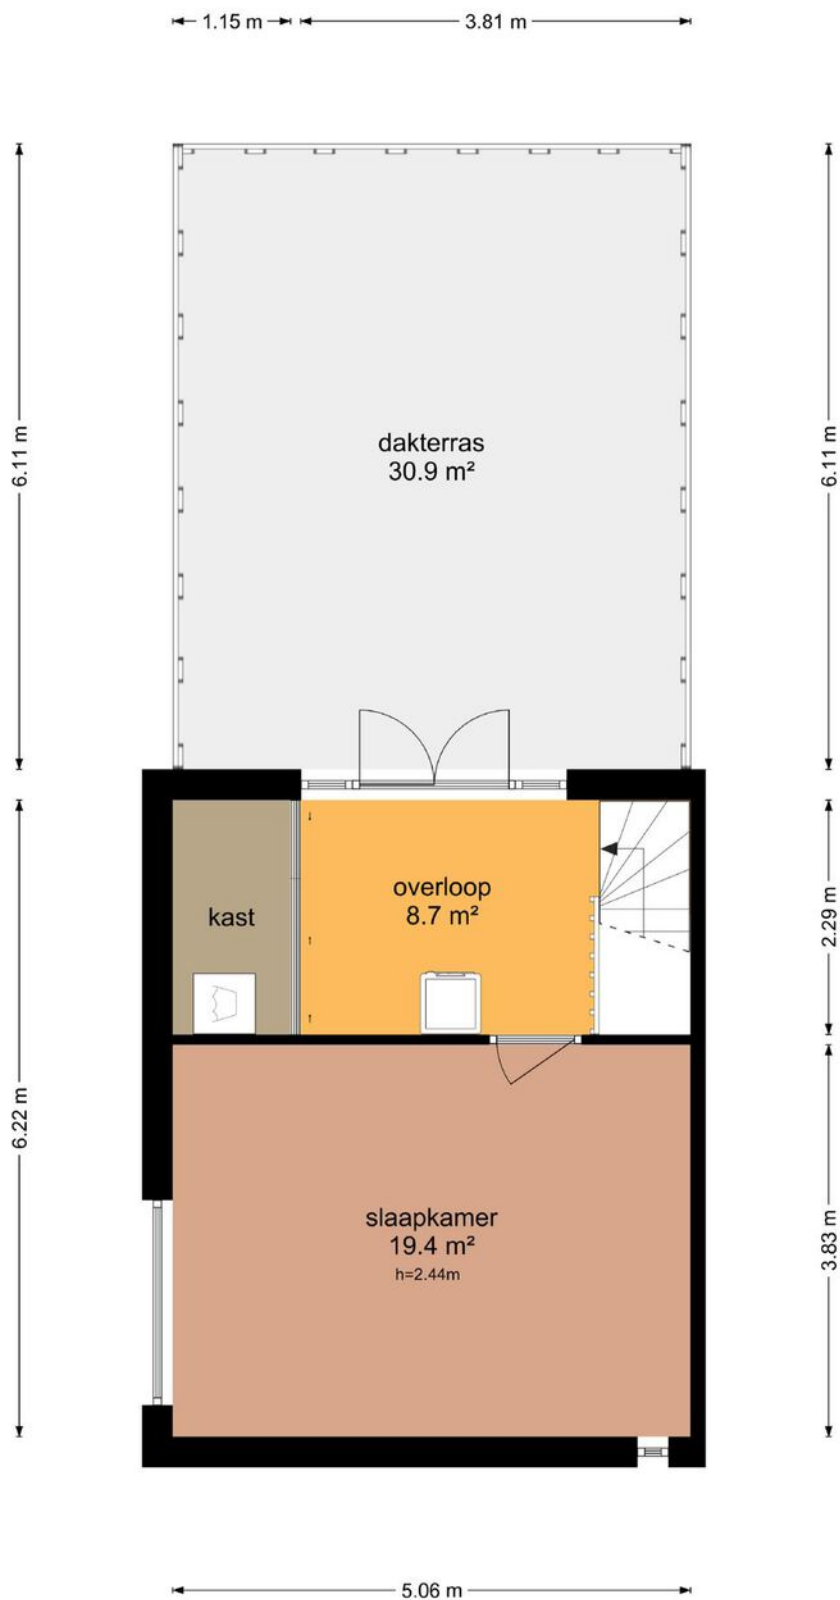 1.15 m
3.81 m
6.11 m
6.11 m
dakterras
30.9 m²
kast
overloop
8.7 m²
2.29 m
6.22 m
slaapkamer
19.4 m²
h=2.44m
3.83 m
5.06 m